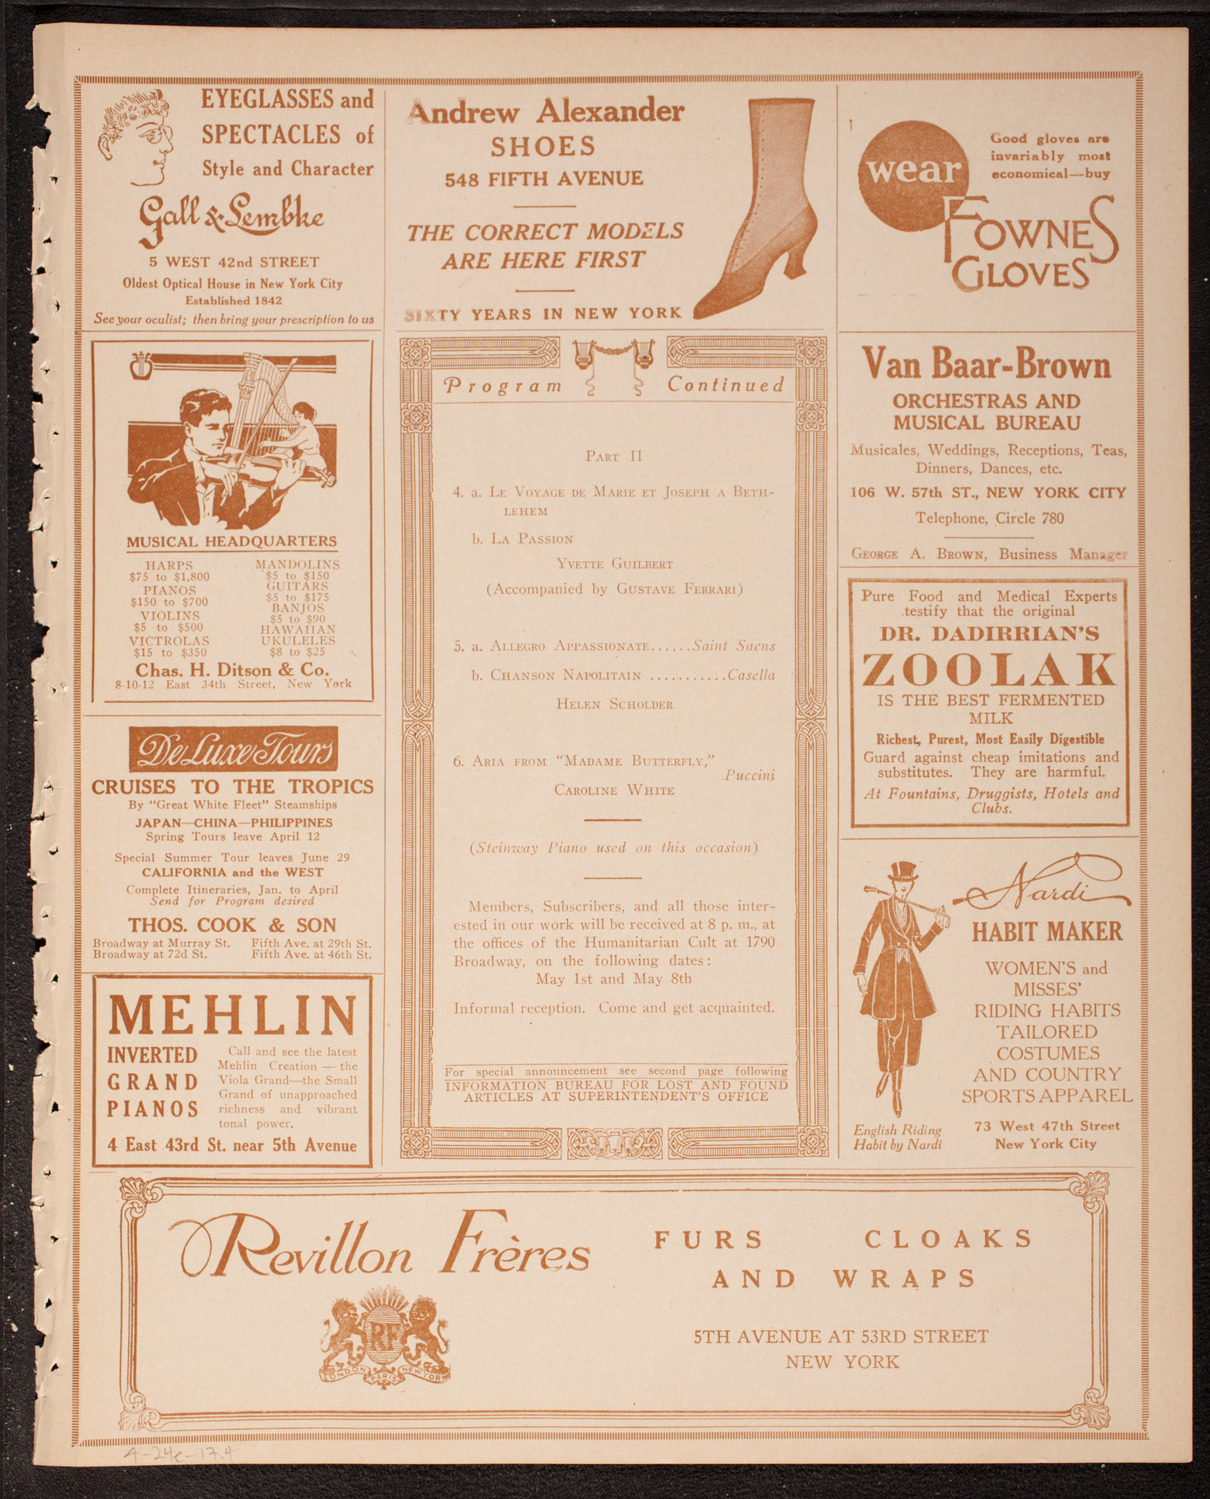 EYEGLASSES and
SPECTACLES of
Style and Character
Gall & Lembke
5 WEST 42nd STREET
Oldest Optical House in New York City
Established 1842
See your oculist; then bring your prescription to us
Andrew Alexander
SHOES
548 FIFTH AVENUE
THE CORRECT MODELS
ARE HERE FIRST
SIXTY YEARS IN NEW YORK
wear
Good gloves are
invariably most
economical—buy
FOWNES
GLOVES
MUSICAL HEADQUARTERS
HARPS
$75 to $1,800
PIANOS
$150 to $700
VIOLINS
$5 to $500
VICTROLAS
$15 to $350
MANDOLINS
$5 to $150
GUITARS
$5 to $175
BANJOS
$5 to $90
HAWAIIAN
UKULELES
$8 to $25
Chas. H. Ditson & Co.
8-10-12 East 34th Street, New York
De Luxe Tours
CRUISES TO THE TROPICS
By "Great White Fleet" Steamships
JAPAN—CHINA—PHILIPPINES
Spring Tours leave April 12
Special Summer Tour leaves June 29
CALIFORNIA and the WEST
Complete Itineraries, Jan. to April
Send for Program desired
THOS. COOK & SON
Broadway at Murray St. Fifth Ave. at 29th St.
Broadway at 72d St. Fifth Ave. at 46th St.
MEHLIN
INVERTED
GRAND
PIANOS
Call and see the latest
Mehlin Creation — the
Viola Grand—the Small
Grand of unapproached
richness and vibrant
tonal power.
4 East 43rd St. near 5th Avenue
Program Continued
PART II
4. a. LE VOYAGE DE MARIE ET JOSEPH A BETH-
LEHEM
b. LA PASSION
YVETTE GUILBERT
(Accompanied by GUSTAVE FERRARI)
5. a. ALLEGRO APPASSIONATE......Saint Saens
b. CHANSON NAPOLITAIN ...........Casella
HELEN SCHOLDER
6. ARIA FROM "MADAME BUTTERFLY,"
.Puccini
CAROLINE WHITE
(Steinway Piano used on this occasion)
Members, Subscribers, and all those inter-
ested in our work will be received at 8 p. m., at
the offices of the Humanitarian Cult at 1790
Broadway, on the following dates:
May 1st and May 8th
Informal reception. Come and get acquainted.
For special announcement see second page following
INFORMATION BUREAU FOR LOST AND FOUND
ARTICLES AT SUPERINTENDENT'S OFFICE
Van Baar-Brown
ORCHESTRAS AND
MUSICAL BUREAU
Musicales, Weddings, Receptions, Teas,
Dinners, Dances, etc.
106 W. 57th ST., NEW YORK CITY
Telephone, Circle 780
GEORGE A. BROWN, Business Manager
Pure Food and Medical Experts
testify that the original
DR. DADIRRIAN'S
ZOOLAK
IS THE BEST FERMENTED
MILK
Richest, Purest, Most Easily Digestible
Guard against cheap imitations and
substitutes. They are harmful.
At Fountains, Druggists, Hotels and
Clubs.
Nardi
HABIT MAKER
WOMEN'S and
MISSES'
RIDING HABITS
TAILORED
COSTUMES
AND COUNTRY
SPORTS APPAREL
English Riding
Habit by Nardi
73 West 47th Street
New York City
Revillon Frères
RF
LONDON PARIS NEW YORK
FURS CLOAKS
AND WRAPS
5TH AVENUE AT 53RD STREET
NEW YORK
4-24e-17.4